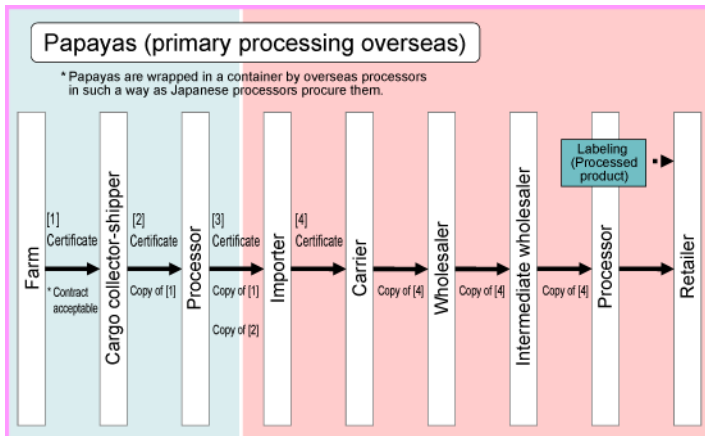 Papayas (primary processing overseas)
* Papayas are wrapped in a container by overseas processors
in such a way as Japanese processors procure them.
Labeling
(Processed
product)
[1]
Certificate
[2]
Certificate
[3]
Certificate
[4]
Certificate
* Contract
acceptable
Copy of [1]
Copy of [1]
Copy of [2]
Copy of [4]
Copy of [4]
Copy of [4]
Farm
Cargo collector-shipper
Processor
Importer
Carrier
Wholesaler
Intermediate wholesaler
Processor
Retailer